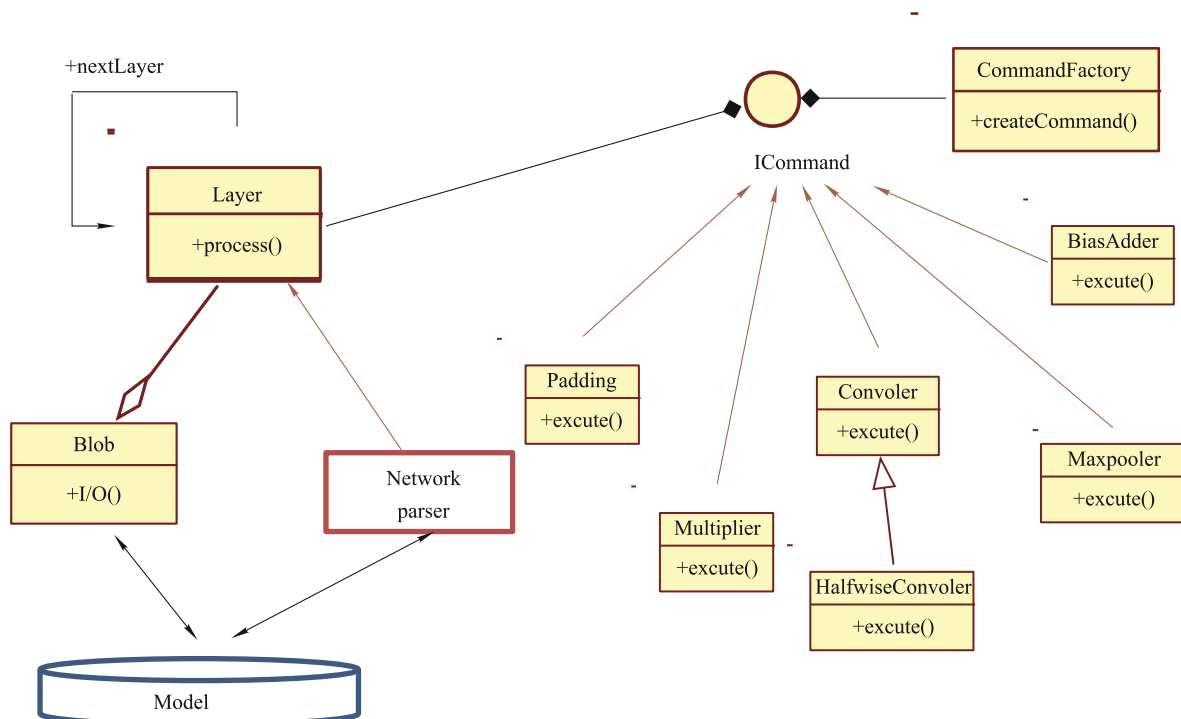 +nextLayer
CommandFactory
+createCommand()
ICommand
Layer
+process()
BiasAdder
+excute()
Padding
+excute()
Convoler
+excute()
Blob
+I/O()
Network
parser
Maxpooler
+excute()
Multiplier
+excute()
HalfwiseConvoler
+excute()
Model